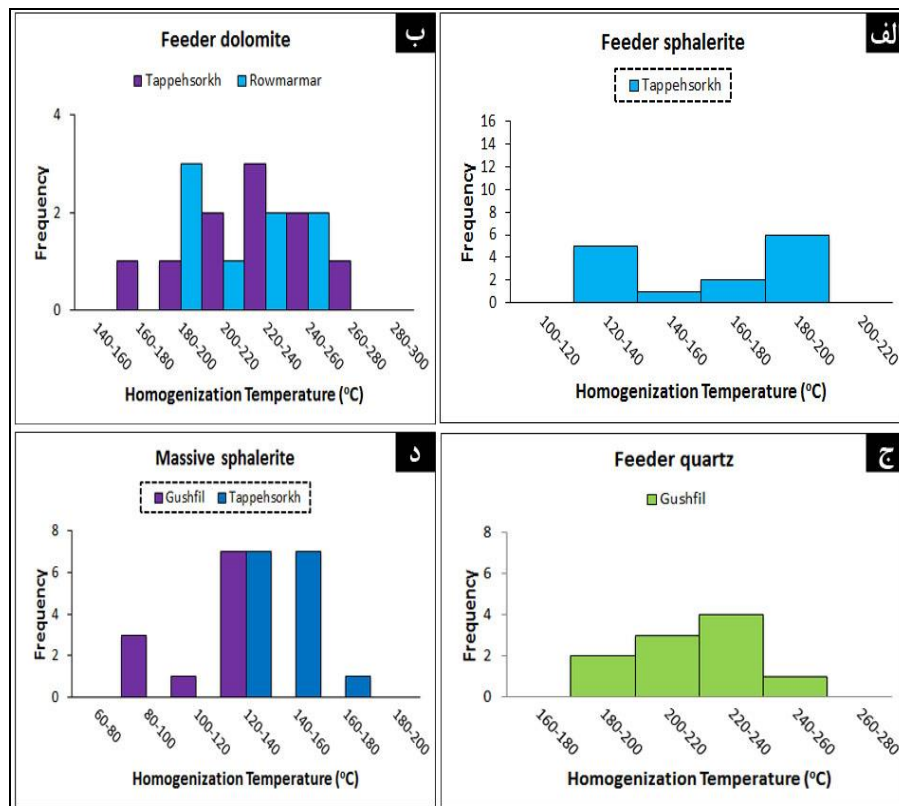 ب
Feeder dolomite
Tappehsorkh Rowmarmar
4
2
0
Frequency
140-160 160-180 180-200 200-220 220-240 240-260 260-280 280-300
Homogenization Temperature (⁰C)
الف
Feeder sphalerite
Tappehsorkh
16
14
12
10
8
6
4
2
0
Frequency
100-120 120-140 140-160 160-180 180-200 200-220
Homogenization Temperature (⁰C)
د
Massive sphalerite
Gushfil Tappehsorkh
8
6
4
2
0
Frequency
60-80 80-100 100-120 120-140 140-160 160-180 180-200
Homogenization Temperature (⁰C)
ج
Feeder quartz
Gushfil
8
6
4
2
0
Frequency
160-180 180-200 200-220 220-240 240-260 260-280
Homogenization Temperature (⁰C)